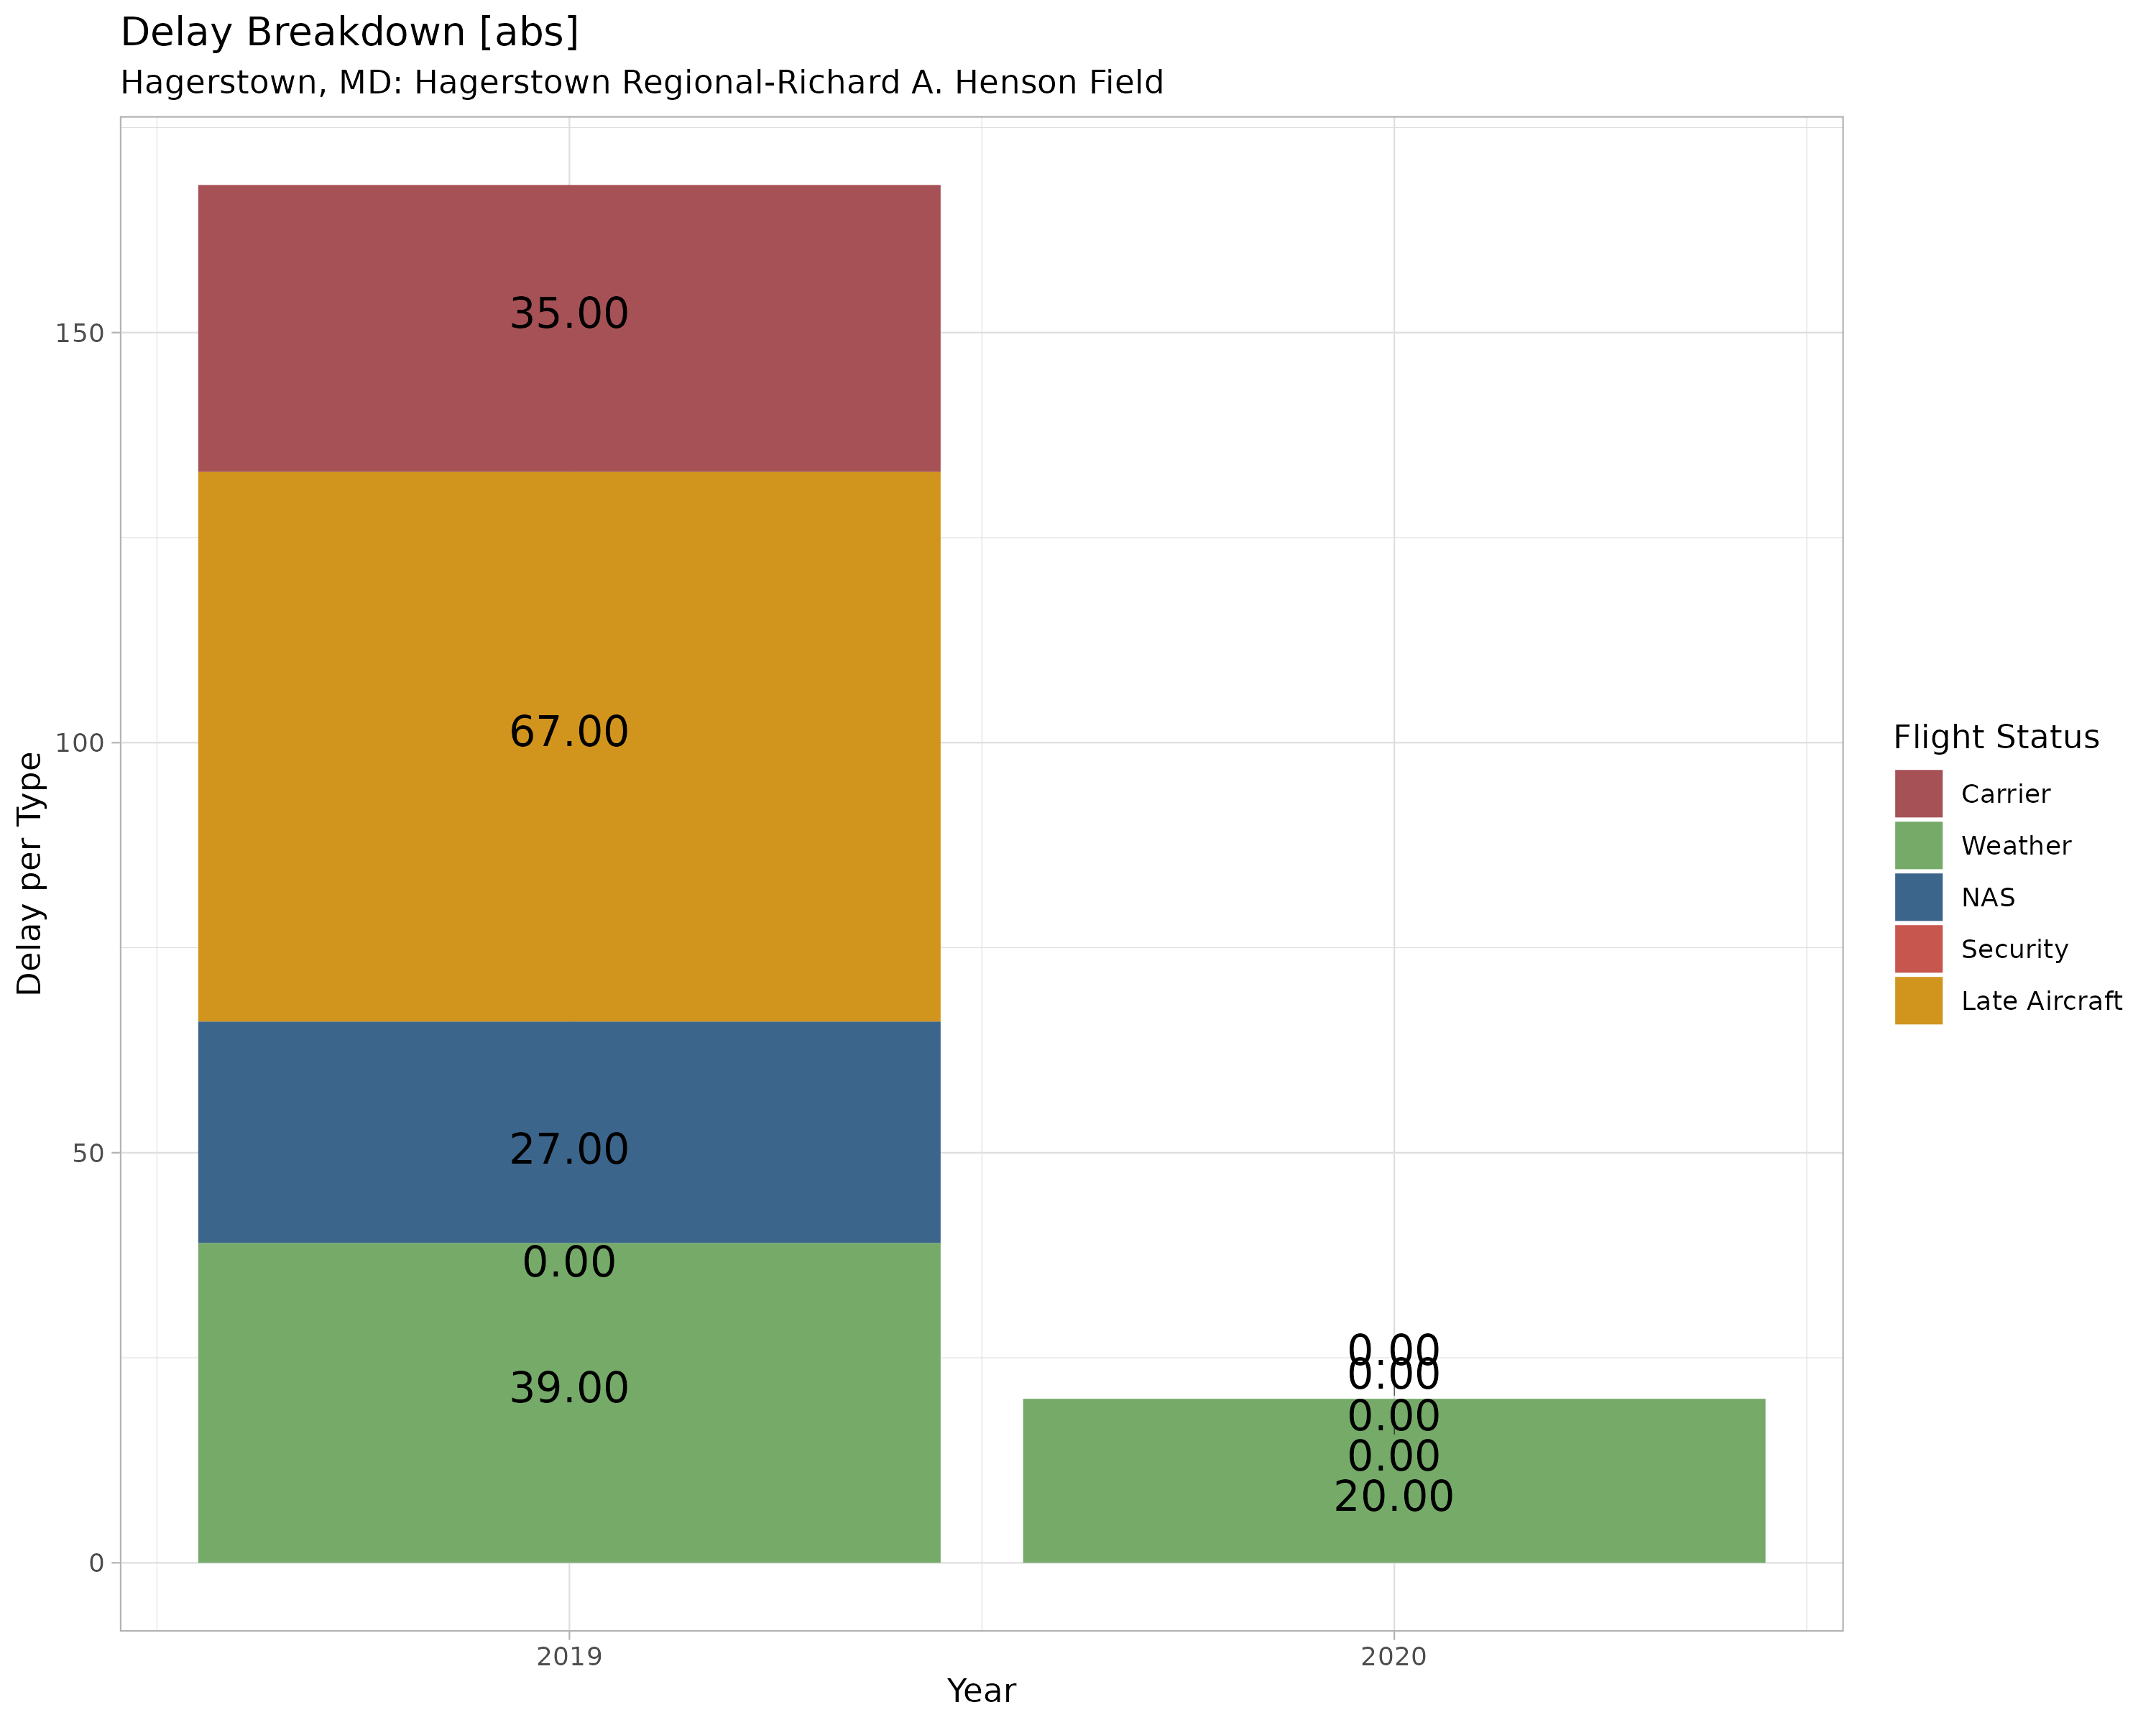 Delay Breakdown [abs]
Hagerstown, MD: Hagerstown Regional-Richard A. Henson Field
Delay per Type
150
100
50
0
35.00
67.00
27.00
0.00
39.00
0.00
0.00
0.00
0.00
20.00
2019
2020
Year
Flight Status
Carrier
Weather
NAS
Security
Late Aircraft